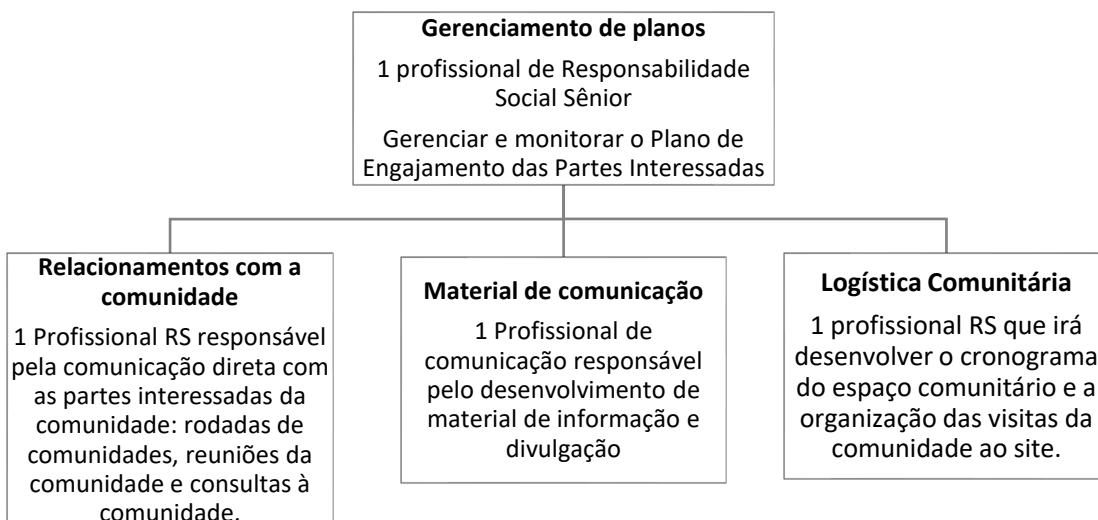 Gerenciamento de planos
1 profissional de Responsabilidade
Social Sênior
Gerenciar e monitorar o Plano de
Engajamento das Partes Interessadas
Relacionamentos com a
comunidade
1 Profissional RS responsável
pela comunicação direta com
as partes interessadas da
comunidade: rodadas de
comunidades, reuniões da
comunidade e consultas à
comunidade.
Material de comunicação
1 Profissional de
comunicação responsável
pelo desenvolvimento de
material de informação e
divulgação
Logística Comunitária
1 profissional RS que irá
desenvolver o cronograma
do espaço comunitário e a
organização das visitas da
comunidade ao site.